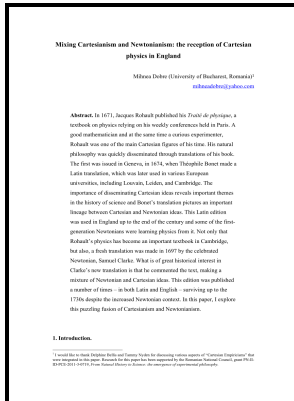 Mixing Cartesianism and Newtonianism: the reception of Cartesian
physics in England
Mihnea Dobre (University of Bucharest, Romania)¹
mihneadobre@yahoo.com
Abstract. In 1671, Jacques Rohault published his Traité de physique, a
textbook on physics relying on his weekly conferences held in Paris. A
good mathematician and at the same time a curious experimenter,
Rohault was one of the main Cartesian figures of his time. His natural
philosophy was quickly disseminated through translations of his book.
The first was issued in Geneva, in 1674, when Théophile Bonet made a
Latin translation, which was later used in various European
universities, including Louvain, Leiden, and Cambridge. The
importance of disseminating Cartesian ideas reveals important themes
in the history of science and Bonet's translation pictures an important
lineage between Cartesian and Newtonian ideas. This Latin edition
was used in England up to the end of the century and some of the first-
generation Newtonians were learning physics from it. Not only that
Rohault's physics has become an important textbook in Cambridge,
but also, a fresh translation was made in 1697 by the celebrated
Newtonian, Samuel Clarke. What is of great historical interest in
Clarke's new translation is that he commented the text, making a
mixture of Newtonian and Cartesian ideas. This edition was published
a number of times – in both Latin and English – surviving up to the
1730s despite the increased Newtonian context. In this paper, I explore
this puzzling fusion of Cartesianism and Newtonianism.
1. Introduction.
¹ I would like to thank Delphine Bellis and Tammy Nyden for discussing various aspects of "Cartesian Empiricism" that
were integrated in this paper. Research for this paper has been supported by the Romanian National Council, grant PN-II-
ID-PCE-2011-3-0719, From Natural History to Science: the emergence of experimental philosophy.